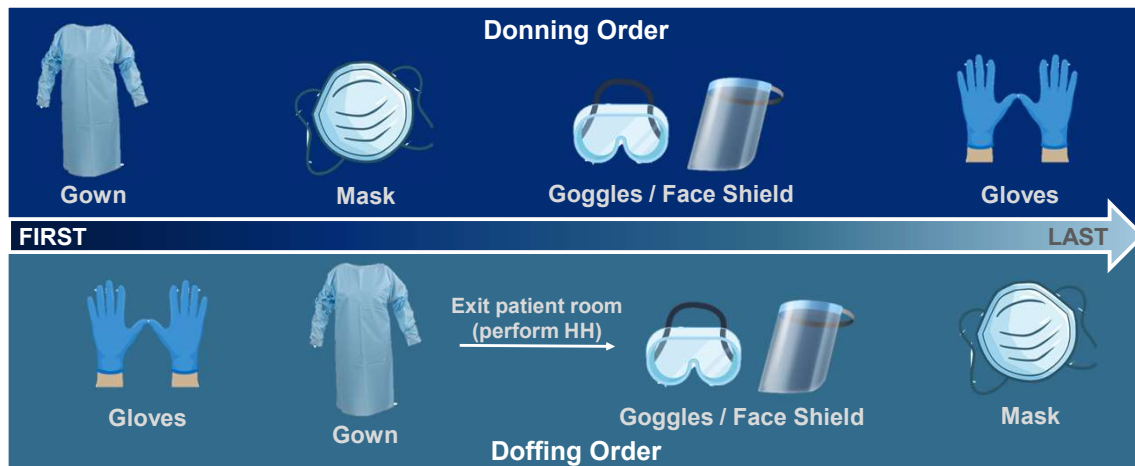 Donning Order
Gown
Mask
Goggles / Face Shield
Gloves
FIRST
LAST
Gloves
Gown
Exit patient room
(perform HH)
Goggles / Face Shield
Mask
Doffing Order